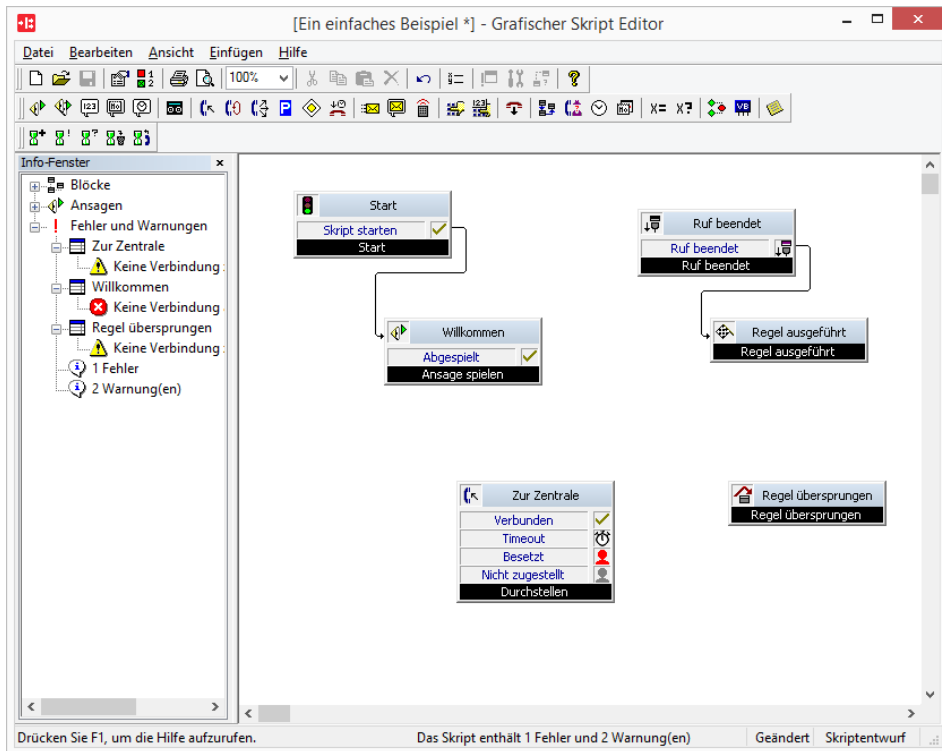 [Ein einfaches Beispiel *] - Grafischer Skript Editor
Datei Bearbeiten Ansicht Einfügen Hilfe
100%
X= X?
VB
Info-Fenster
Blöcke
Ansagen
Fehler und Warnungen
Zur Zentrale
Keine Verbindung
Willkommen
Keine Verbindung
Regel übersprungen
Keine Verbindung
1 Fehler
2 Warnung(en)
Start
Skript starten
Start
Ruf beendet
Ruf beendet
Ruf beendet
Willkommen
Abgespielt
Ansage spielen
Regel ausgeführt
Regel ausgeführt
Zur Zentrale
Verbunden
Timeout
Besetzt
Nicht zugestellt
Durchstellen
Regel übersprungen
Regel übersprungen
Drücken Sie F1, um die Hilfe aufzurufen. Das Skript enthält 1 Fehler und 2 Warnung(en) Geändert Skriptentwurf